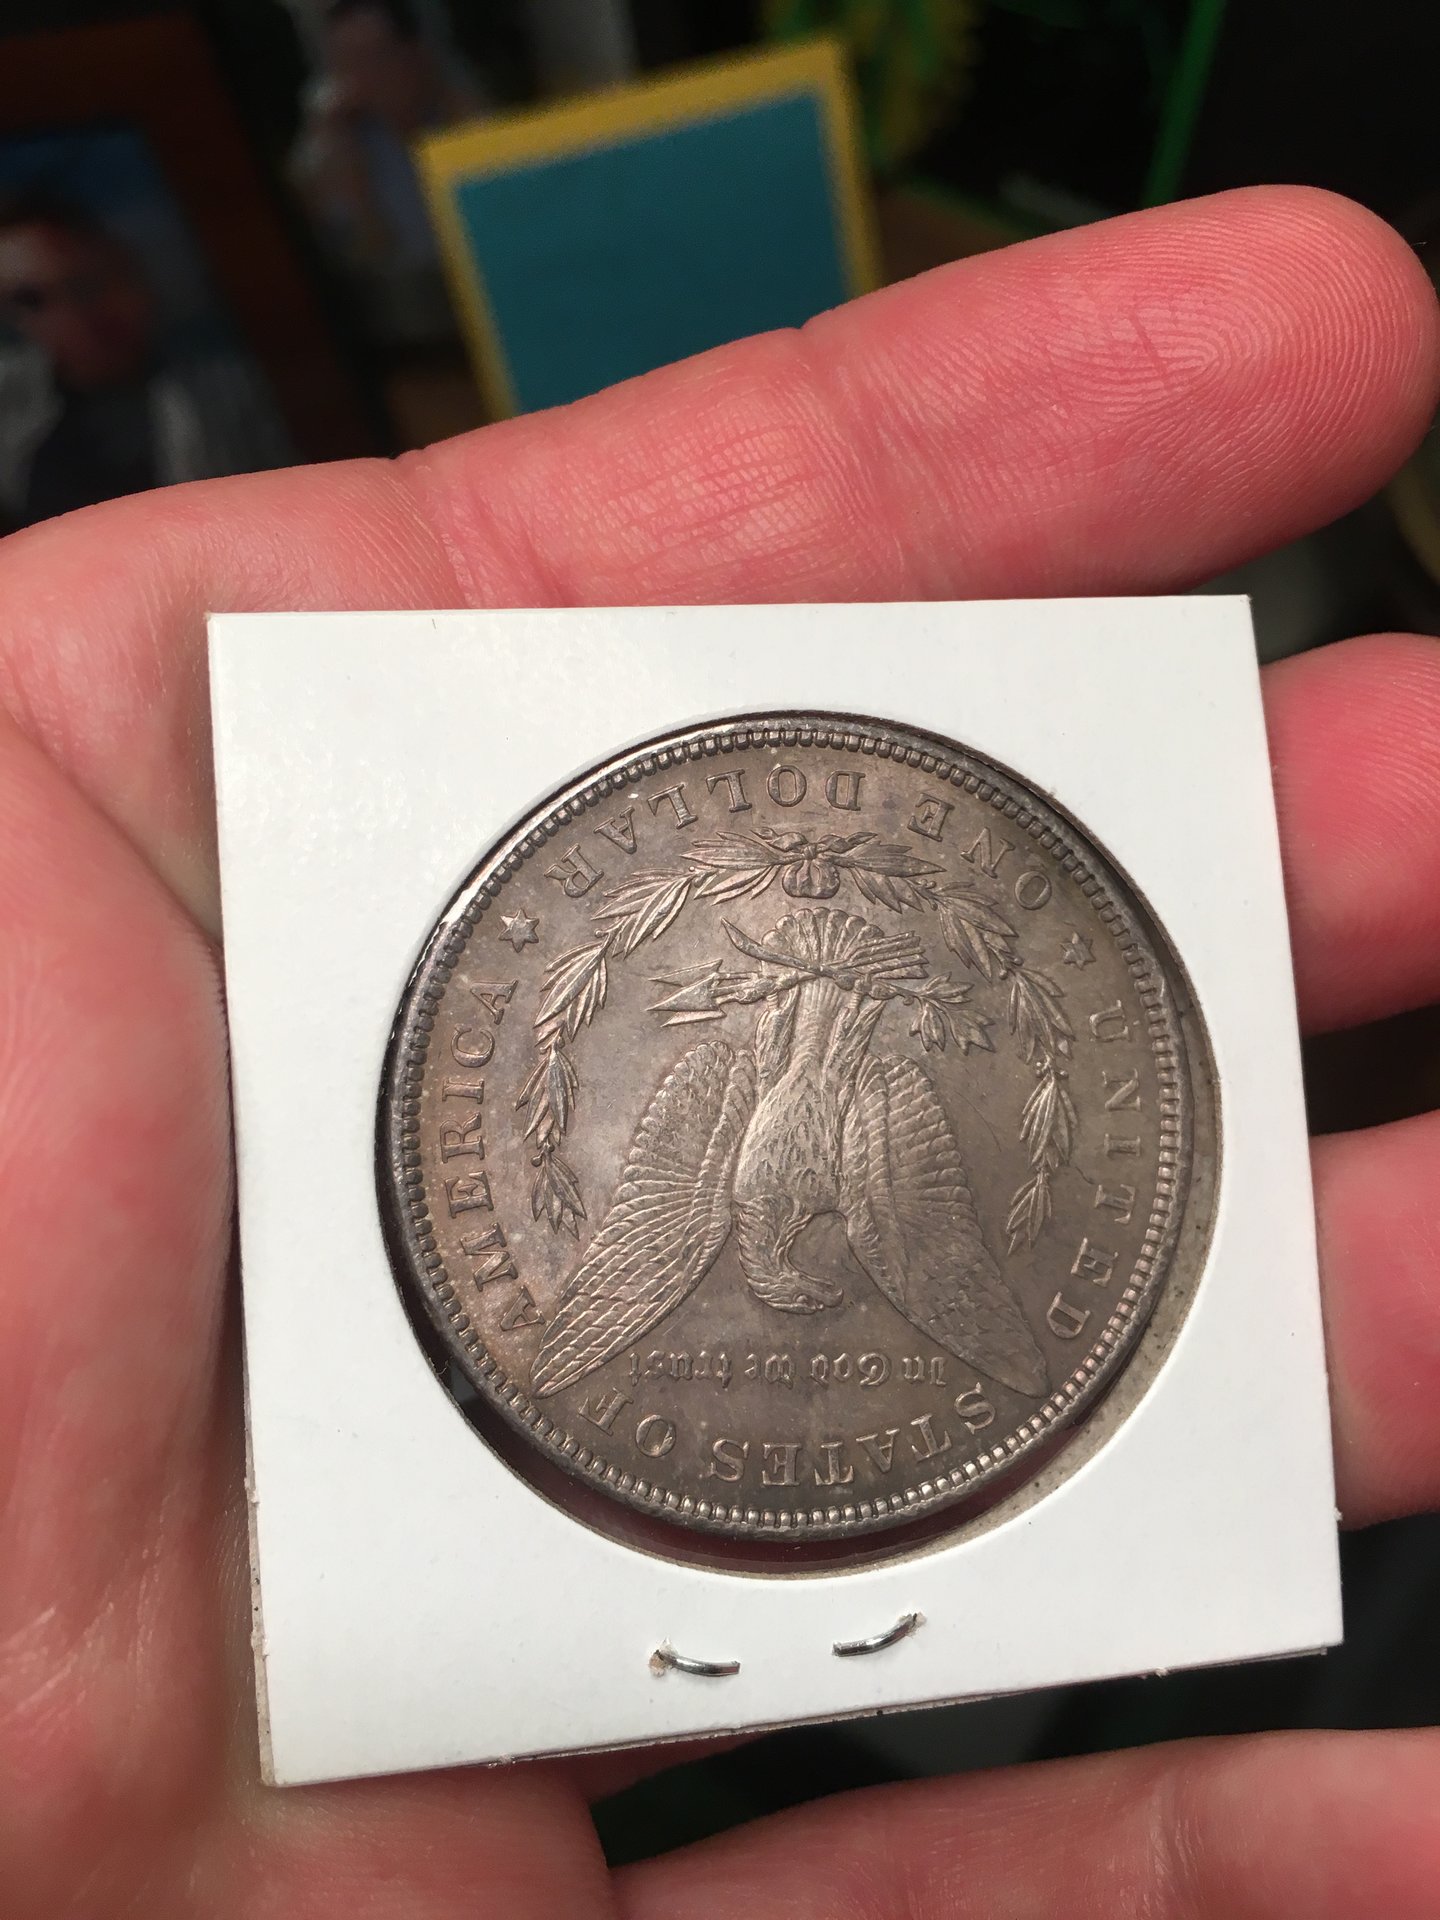 UNITED STATES OF AMERICA
In God We trust
ONE DOLLAR